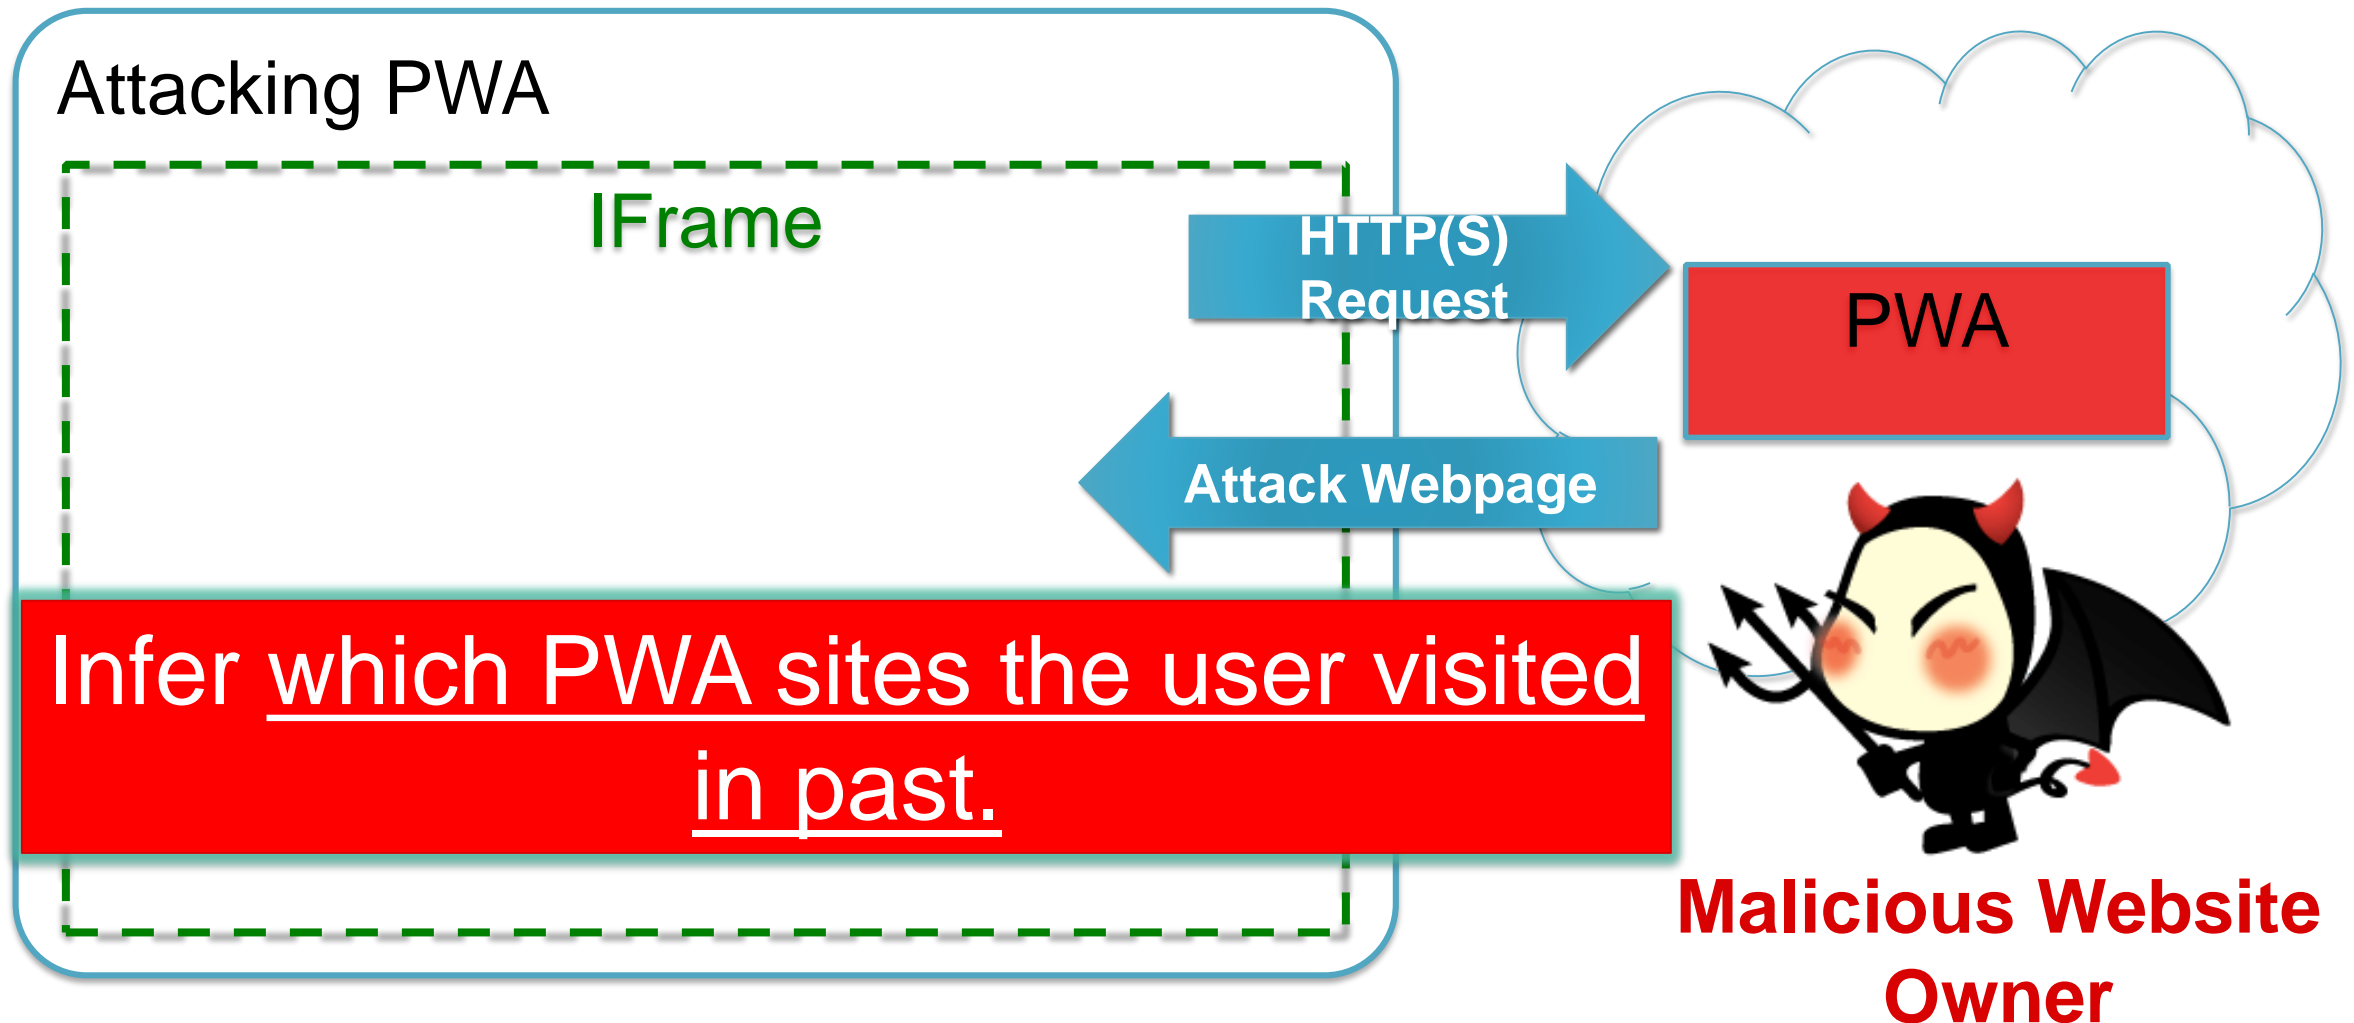 Attacking PWA
IFrame
HTTP(S)
Request
PWA
Attack Webpage
Infer which PWA sites the user visited
in past.
Malicious Website
Owner